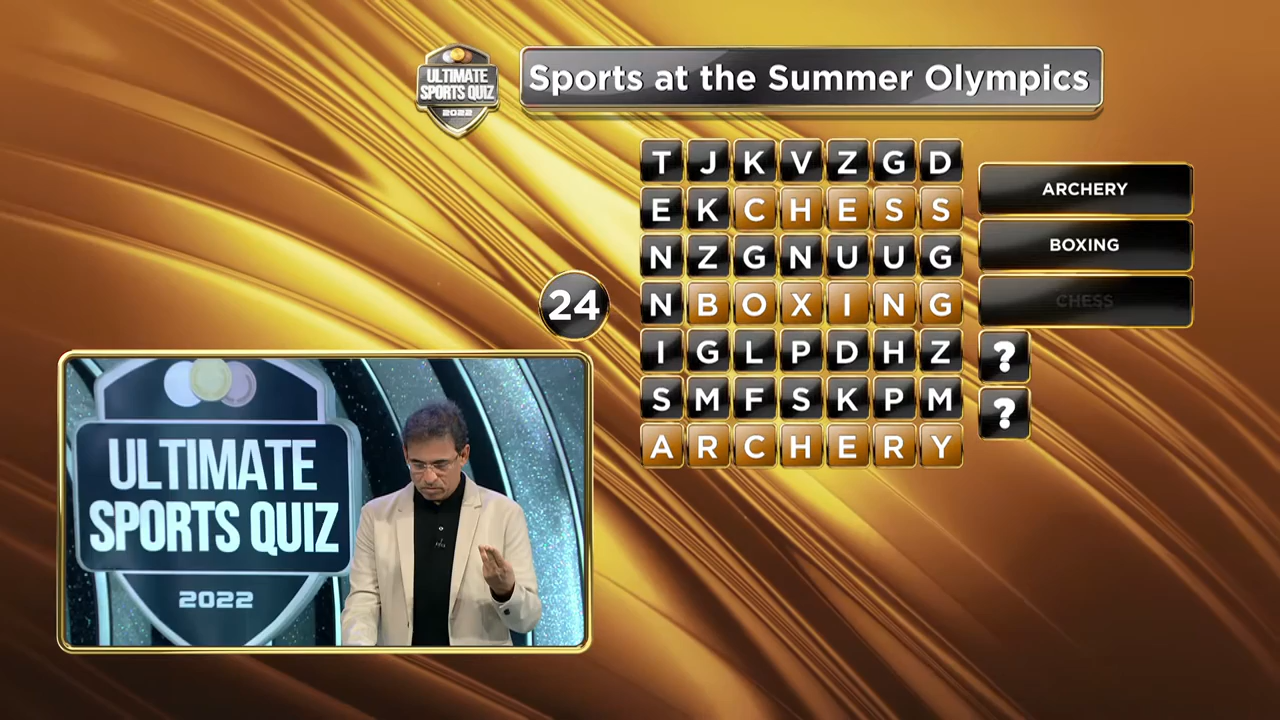 ULTIMATE
SPORTS QUIZ
2022
Sports at the Summer Olympics
T J K V Z G D
E K C H E S S
N Z G N U U G
N B O X I N G
I G L P D H Z
S M F S K P M
A R C H E R Y
ARCHERY
BOXING
CHESS
?
?
24
ULTIMATE
SPORTS QUIZ
2022